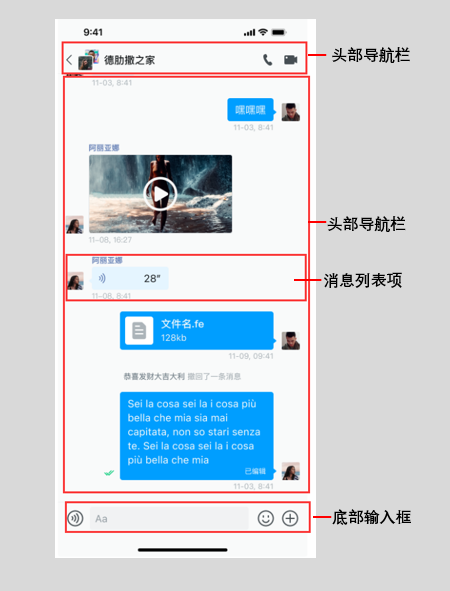 9:41
德肋撒之家
头部导航栏
11-03, 8:41
嘿嘿嘿
11-03, 8:41
阿丽亚娜
头部导航栏
11-08, 16:27
阿丽亚娜
28"
消息列表项
11-08, 8:41
文件名.fe
128kb
11-09, 09:41
恭喜发财大吉大利 撤回了一条消息
Sei la cosa sei la i cosa più
bella che mia sia mai
capitata, non so stari senza
te. Sei la cosa sei la i cosa
più bella che mia
已编辑
11-03, 8:41
Aa
底部输入框